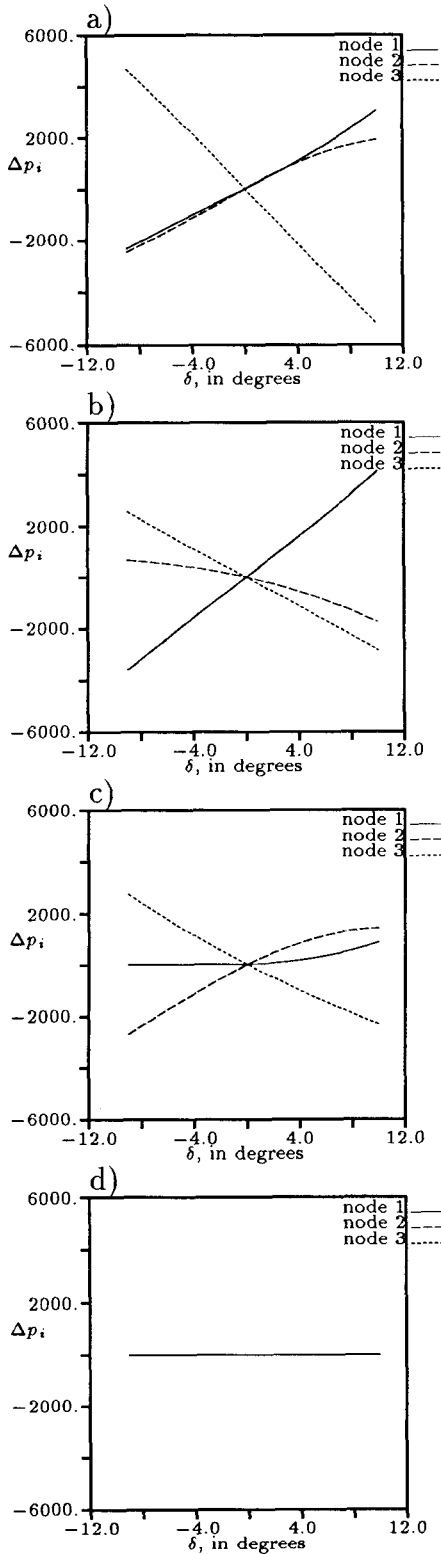 a)
6000.
node 1
node 2
node 3
2000.
Δp i
−2000.
−6000.
−12.0 −4.0 4.0 12.0
δ, in degrees
b)
6000.
node 1
node 2
node 3
2000.
Δp i
−2000.
−6000.
−12.0 −4.0 4.0 12.0
δ, in degrees
c)
6000.
node 1
node 2
node 3
2000.
Δp i
−2000.
−6000.
−12.0 −4.0 4.0 12.0
δ, in degrees
d)
6000.
node 1
node 2
node 3
2000.
Δp i
−2000.
−6000.
−12.0 −4.0 4.0 12.0
δ, in degrees